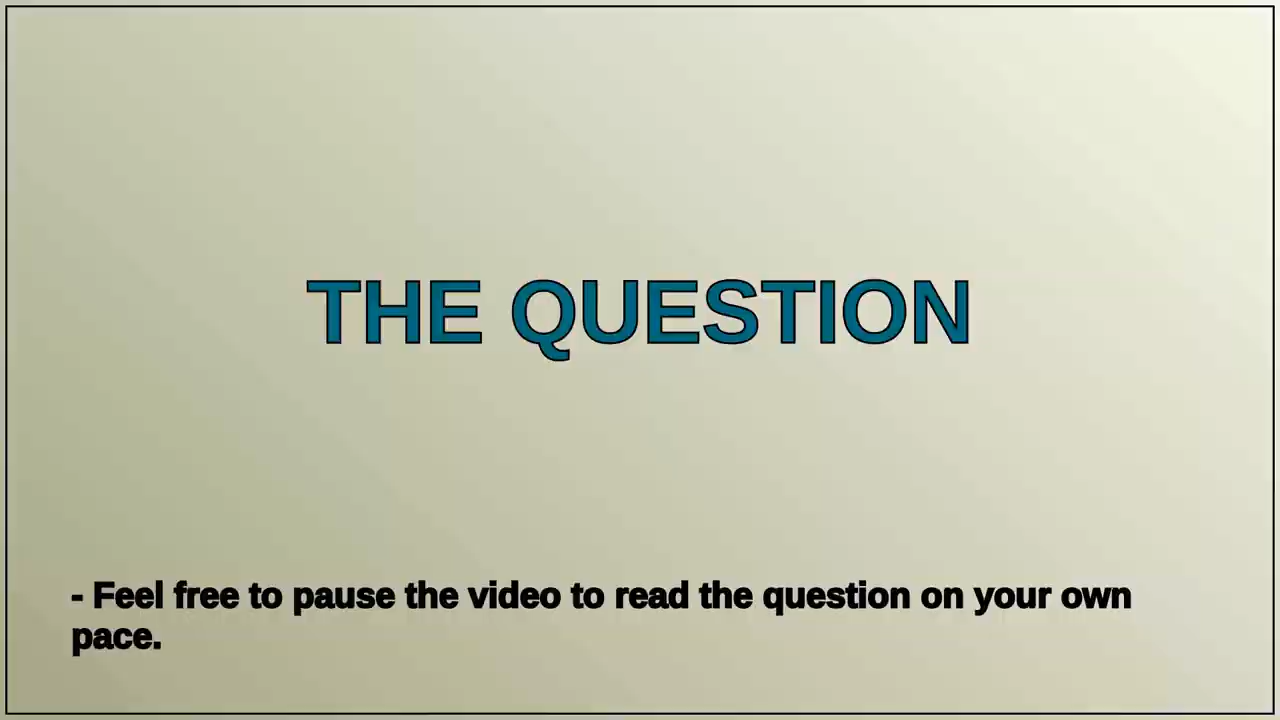 THE QUESTION
- Feel free to pause the video to read the question on your own
pace.